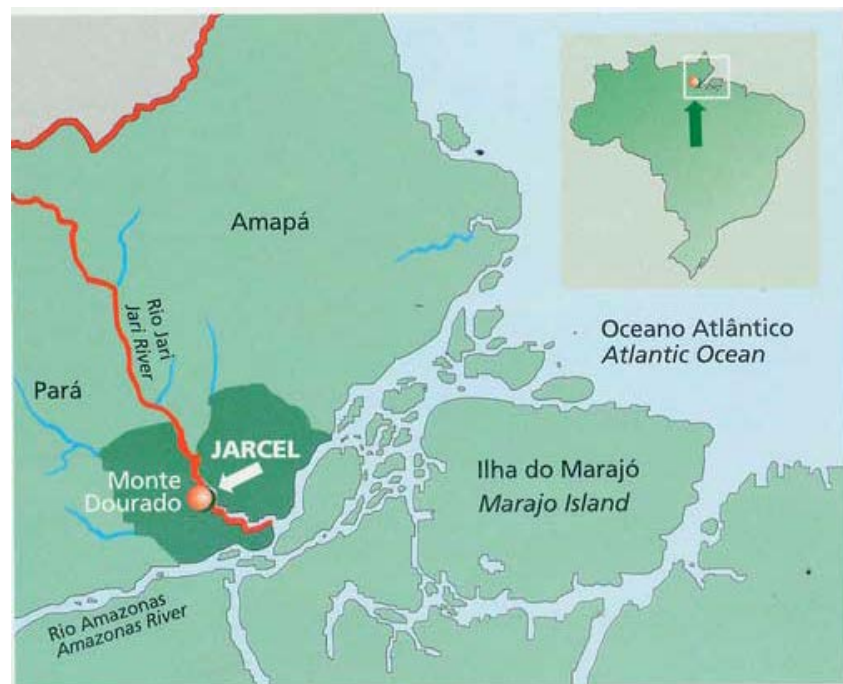 Amapá
Rio Jari
Jari River
Oceano Atlântico
Atlantic Ocean
Pará
JARCEL
Monte
Dourado
Ilha do Marajó
Marajo Island
Rio Amazonas
Amazonas River